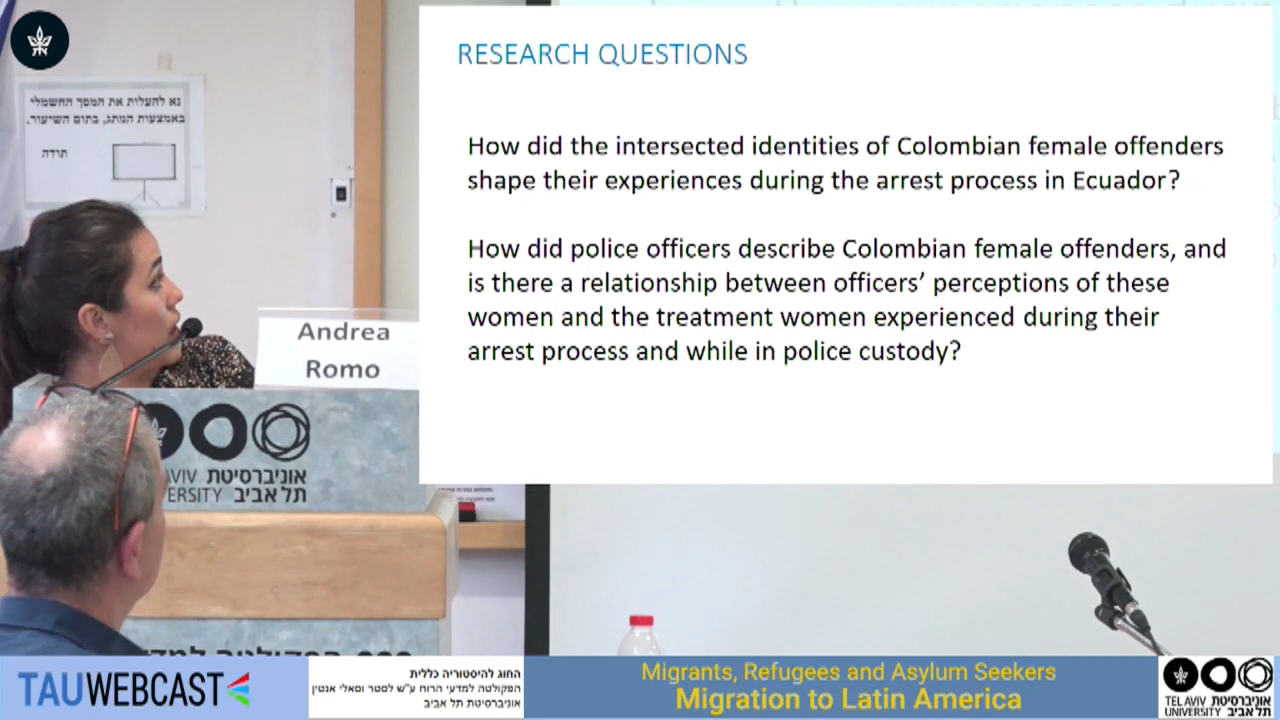 נא להעלות את המסך החשמלי
באמצעות המתג, בתום השיעור.
תודה
RESEARCH QUESTIONS
How did the intersected identities of Colombian female offenders
shape their experiences during the arrest process in Ecuador?
How did police officers describe Colombian female offenders, and
is there a relationship between officers’ perceptions of these
women and the treatment women experienced during their
arrest process and while in police custody?
Andrea
Romo
אוניברסיטת
תל אביב
TAUWEBCAST
החוג להיסטוריה כללית
הפקולטה למדעי הרוח ע"ש לסטר וסאלי אנטין
אוניברסיטת תל אביב
Migrants, Refugees and Asylum Seekers
Migration to Latin America
TEL AVIV אוניברסיטת
UNIVERSITY תל אביב